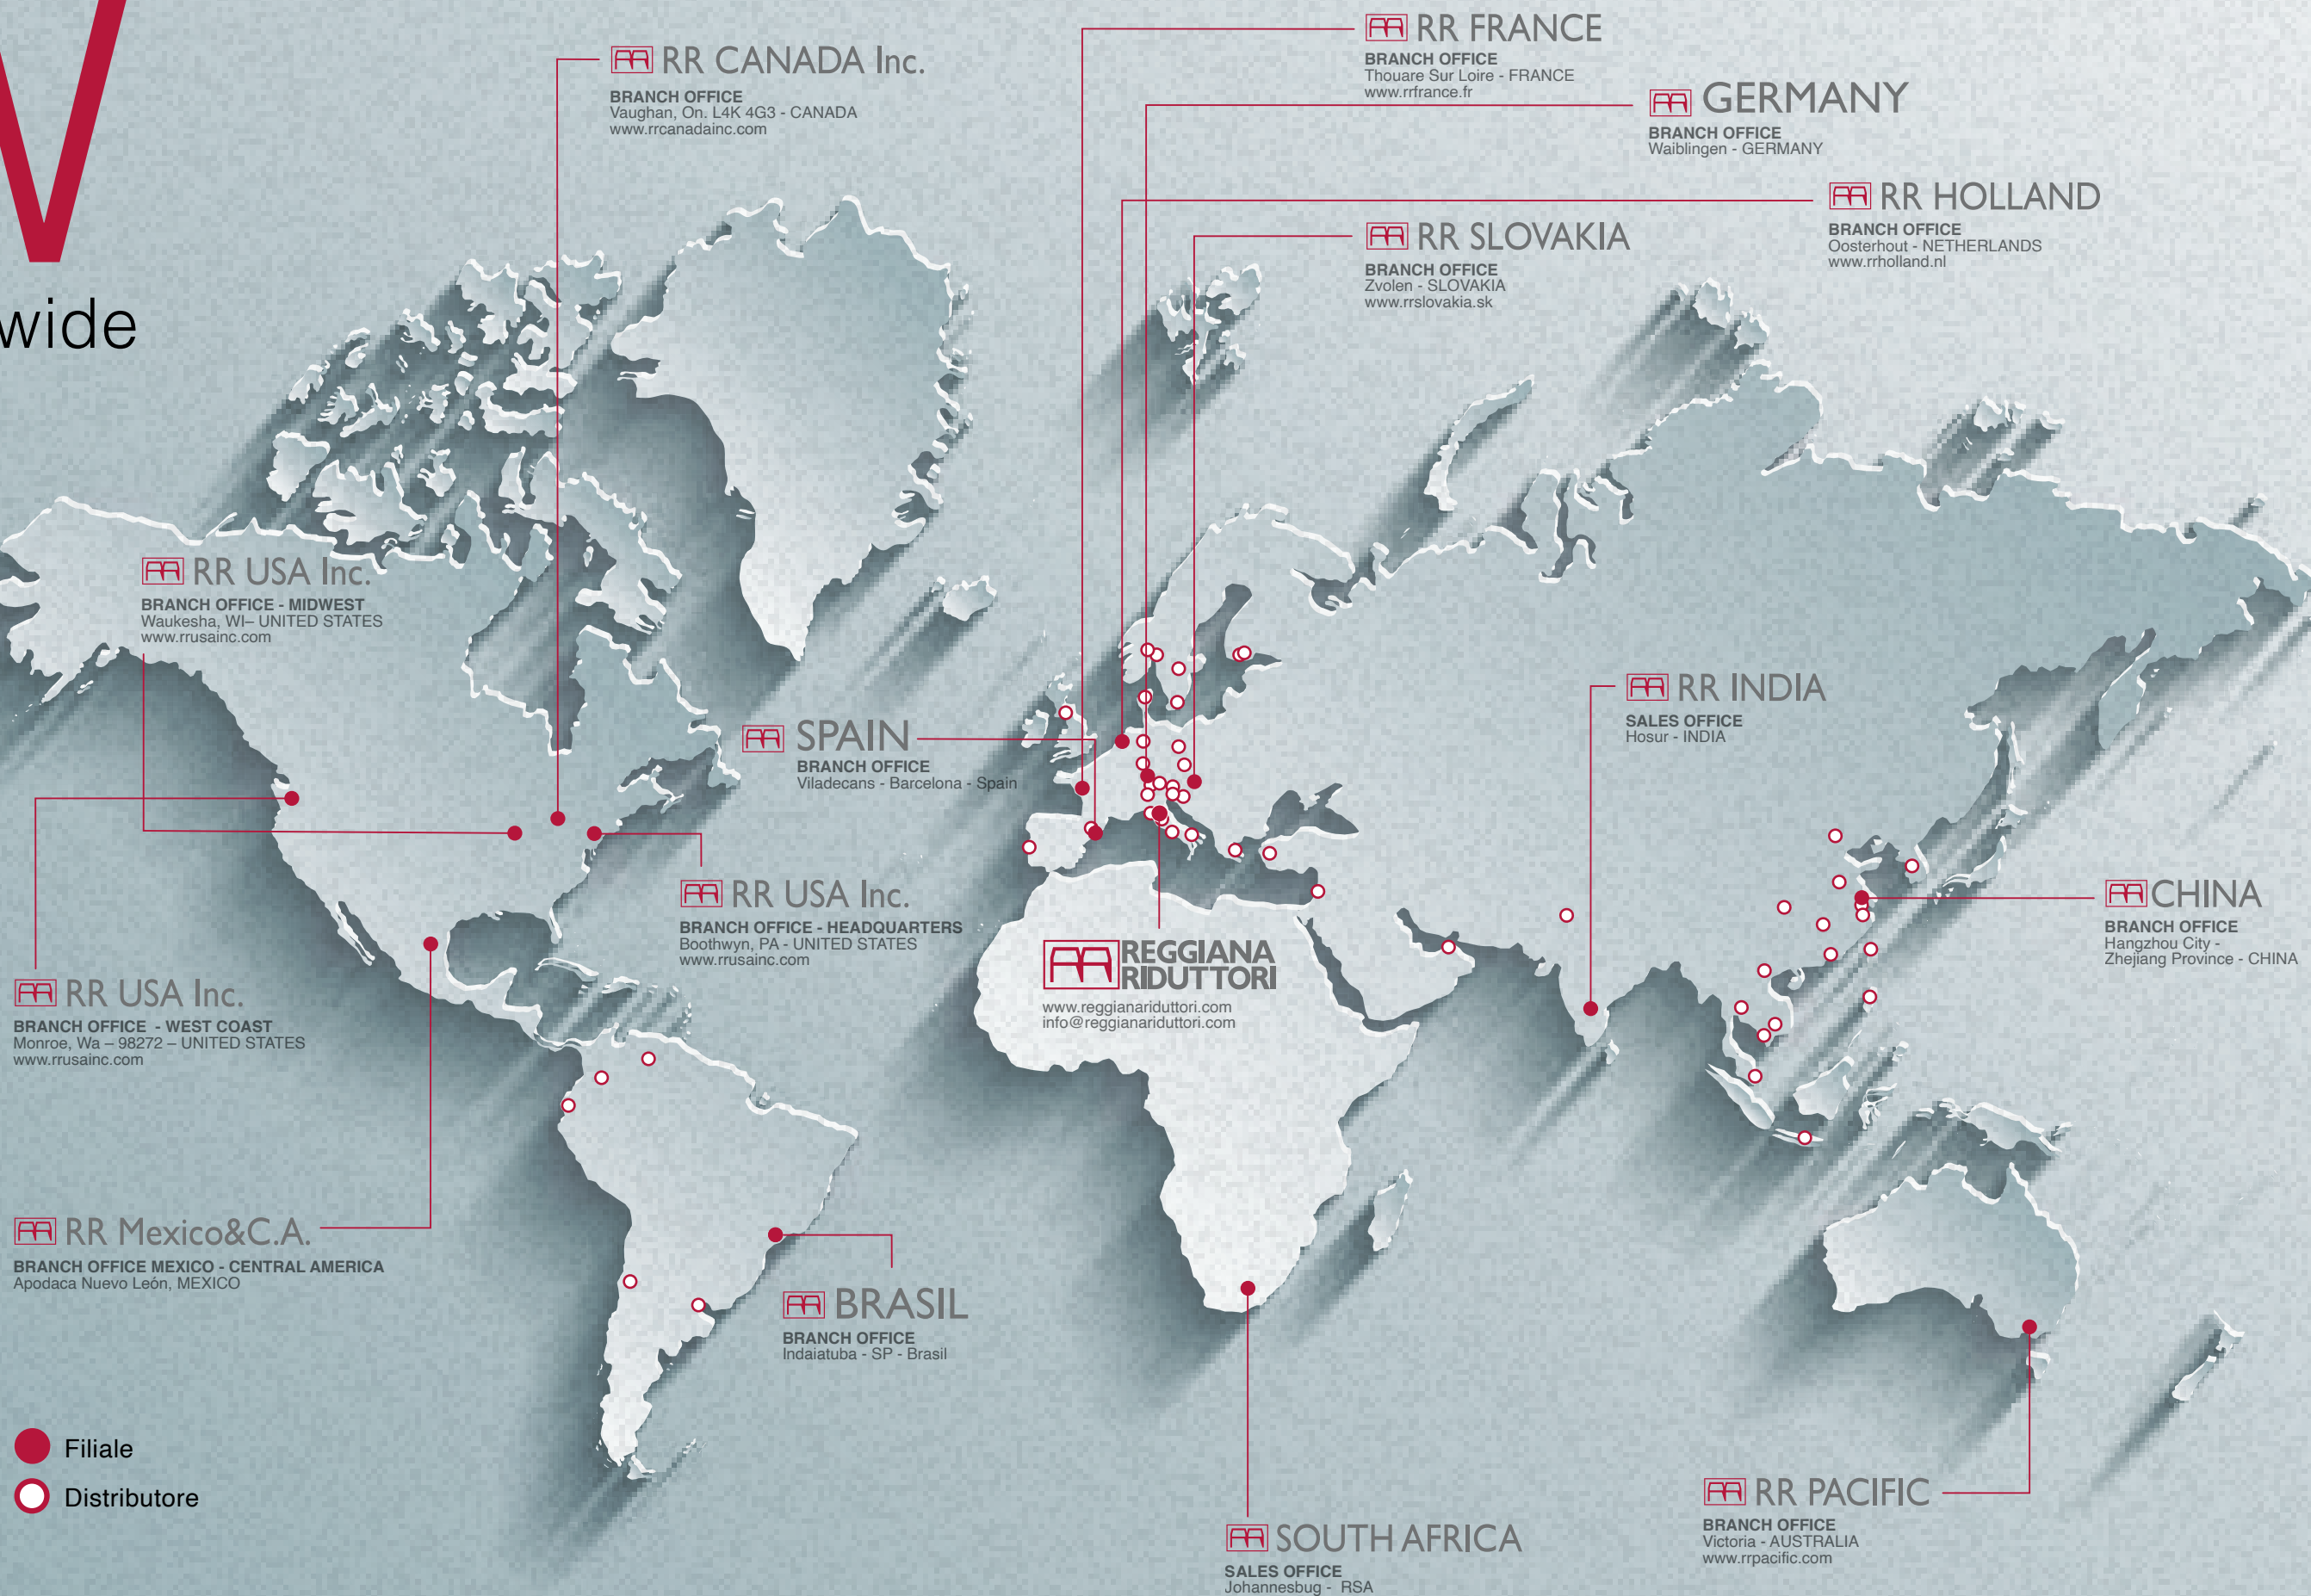 W
wide
RR CANADA Inc.
BRANCH OFFICE
Vaughan, On. L4K 4G3 - CANADA
www.rrcanadainc.com
RR FRANCE
BRANCH OFFICE
Thouare Sur Loire - FRANCE
www.rrfrance.fr
GERMANY
BRANCH OFFICE
Waiblingen - GERMANY
RR HOLLAND
BRANCH OFFICE
Oosterhout - NETHERLANDS
www.rrholland.nl
RR SLOVAKIA
BRANCH OFFICE
Zvolen - SLOVAKIA
www.rrslovakia.sk
RR USA Inc.
BRANCH OFFICE - MIDWEST
Waukesha, WI– UNITED STATES
www.rrusainc.com
SPAIN
BRANCH OFFICE
Viladecans - Barcelona - Spain
RR INDIA
SALES OFFICE
Hosur - INDIA
RR USA Inc.
BRANCH OFFICE - HEADQUARTERS
Boothwyn, PA - UNITED STATES
www.rrusainc.com
REGGIANA
RIDUTTORI
www.reggianariduttori.com
info@reggianariduttori.com
CHINA
BRANCH OFFICE
Hangzhou City -
Zhejiang Province - CHINA
RR USA Inc.
BRANCH OFFICE - WEST COAST
Monroe, Wa – 98272 – UNITED STATES
www.rrusainc.com
RR Mexico&C.A.
BRANCH OFFICE MEXICO - CENTRAL AMERICA
Apodaca Nuevo León, MEXICO
BRASIL
BRANCH OFFICE
Indaiatuba - SP - Brasil
Filiale
Distributore
SOUTH AFRICA
SALES OFFICE
Johannesbug - RSA
RR PACIFIC
BRANCH OFFICE
Victoria - AUSTRALIA
www.rrpacific.com